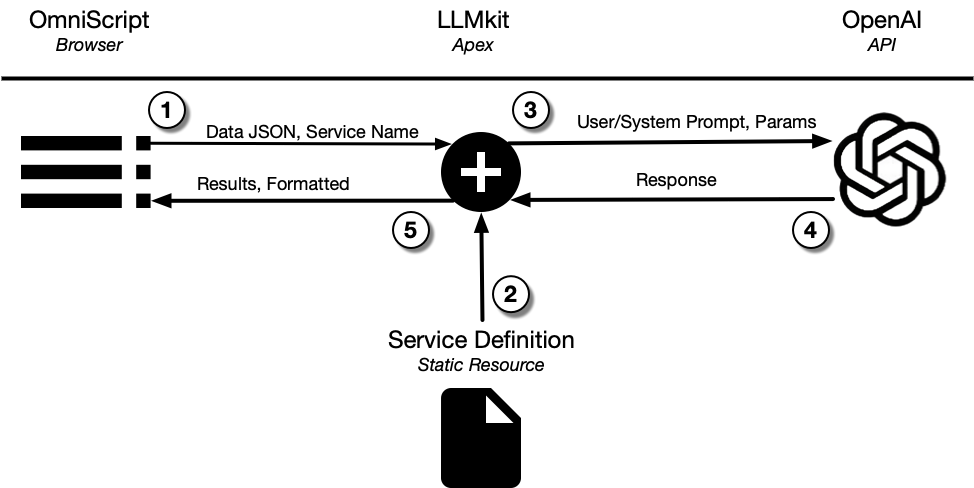 OmniScript
Browser
LLMkit
Apex
OpenAI
API
1
Data JSON, Service Name
3
User/System Prompt, Params
Results, Formatted
Response
5
4
2
Service Definition
Static Resource